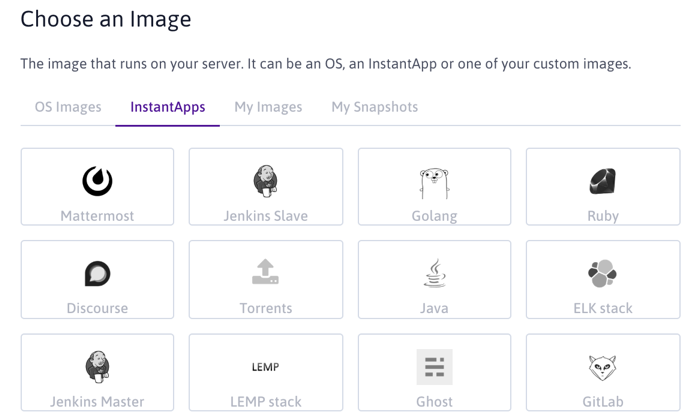 Choose an Image
The image that runs on your server. It can be an OS, an InstantApp or one of your custom images.
OS Images InstantApps My Images My Snapshots
Mattermost Jenkins Slave Golang Ruby
Discourse Torrents Java ELK stack
LEMP
Jenkins Master LEMP stack Ghost GitLab